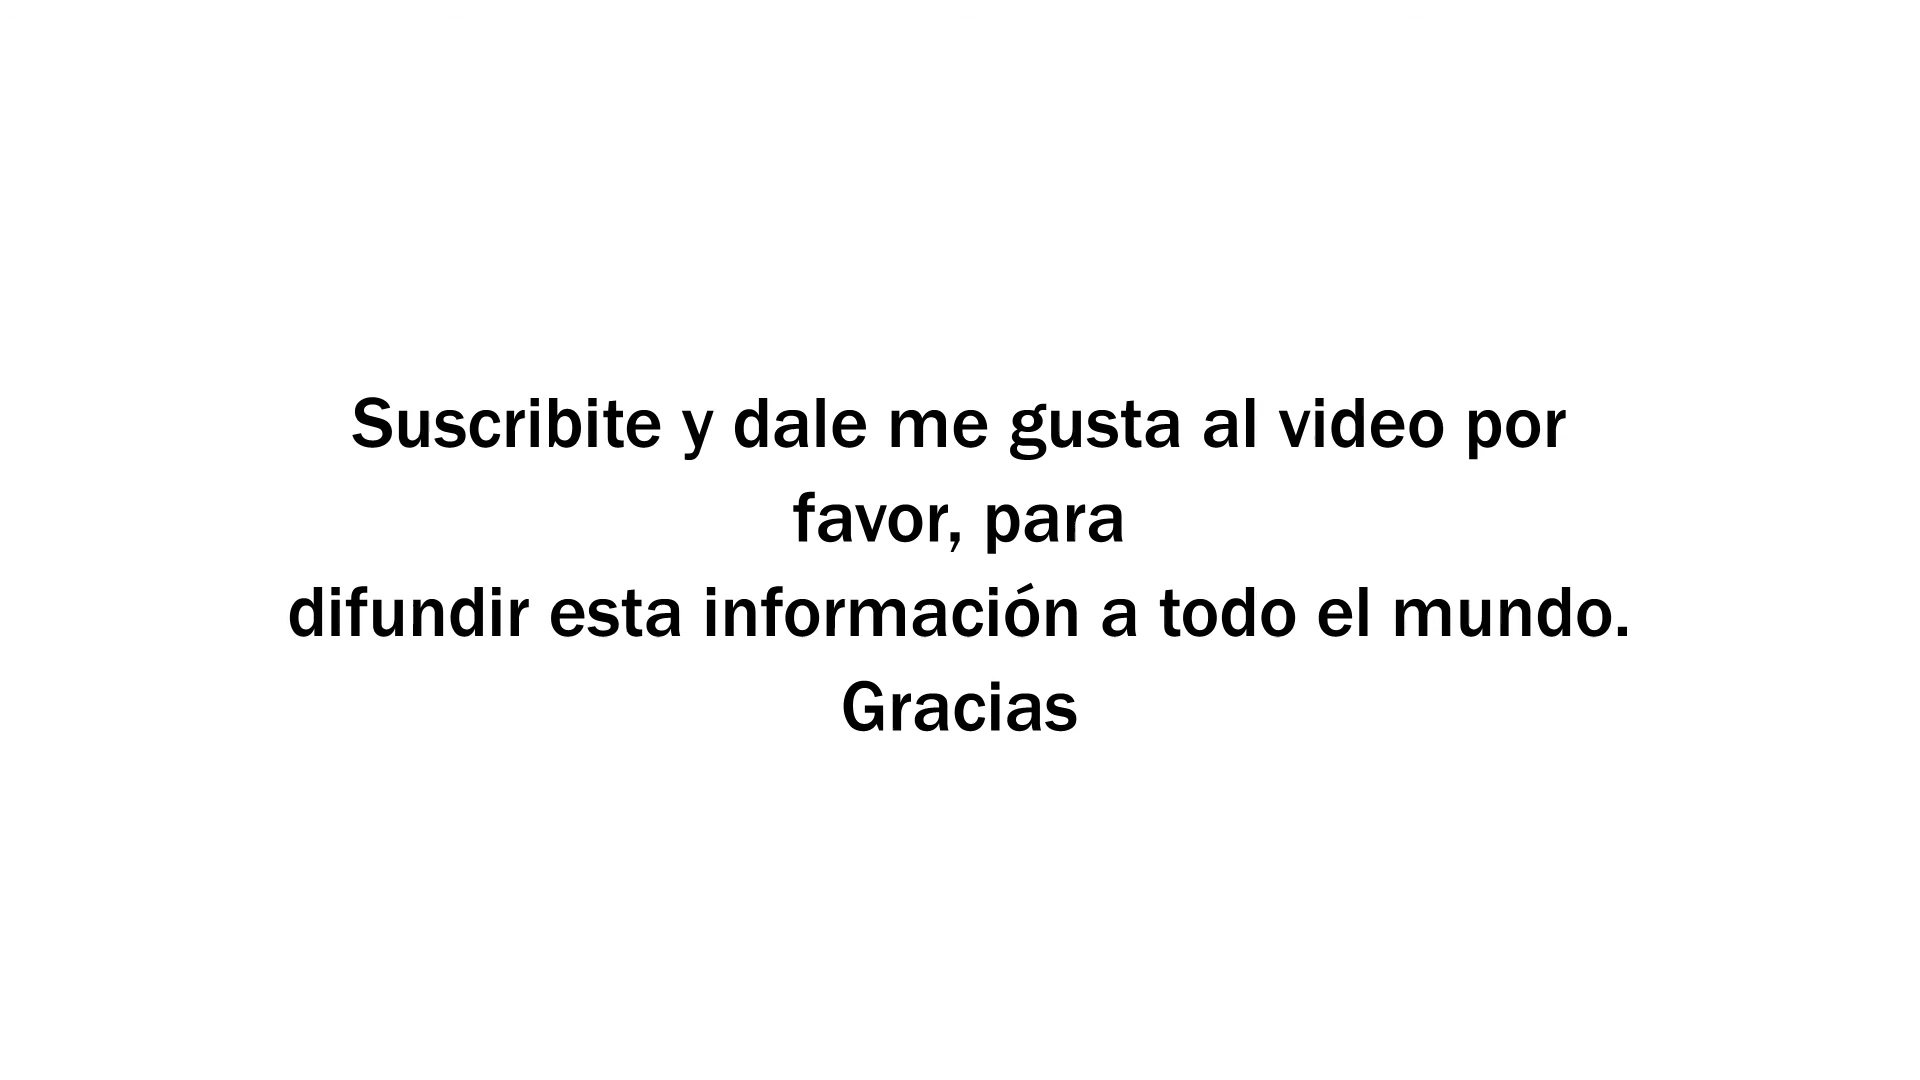 Suscribite y dale me gusta al video por
favor, para
difundir esta información a todo el mundo.
Gracias